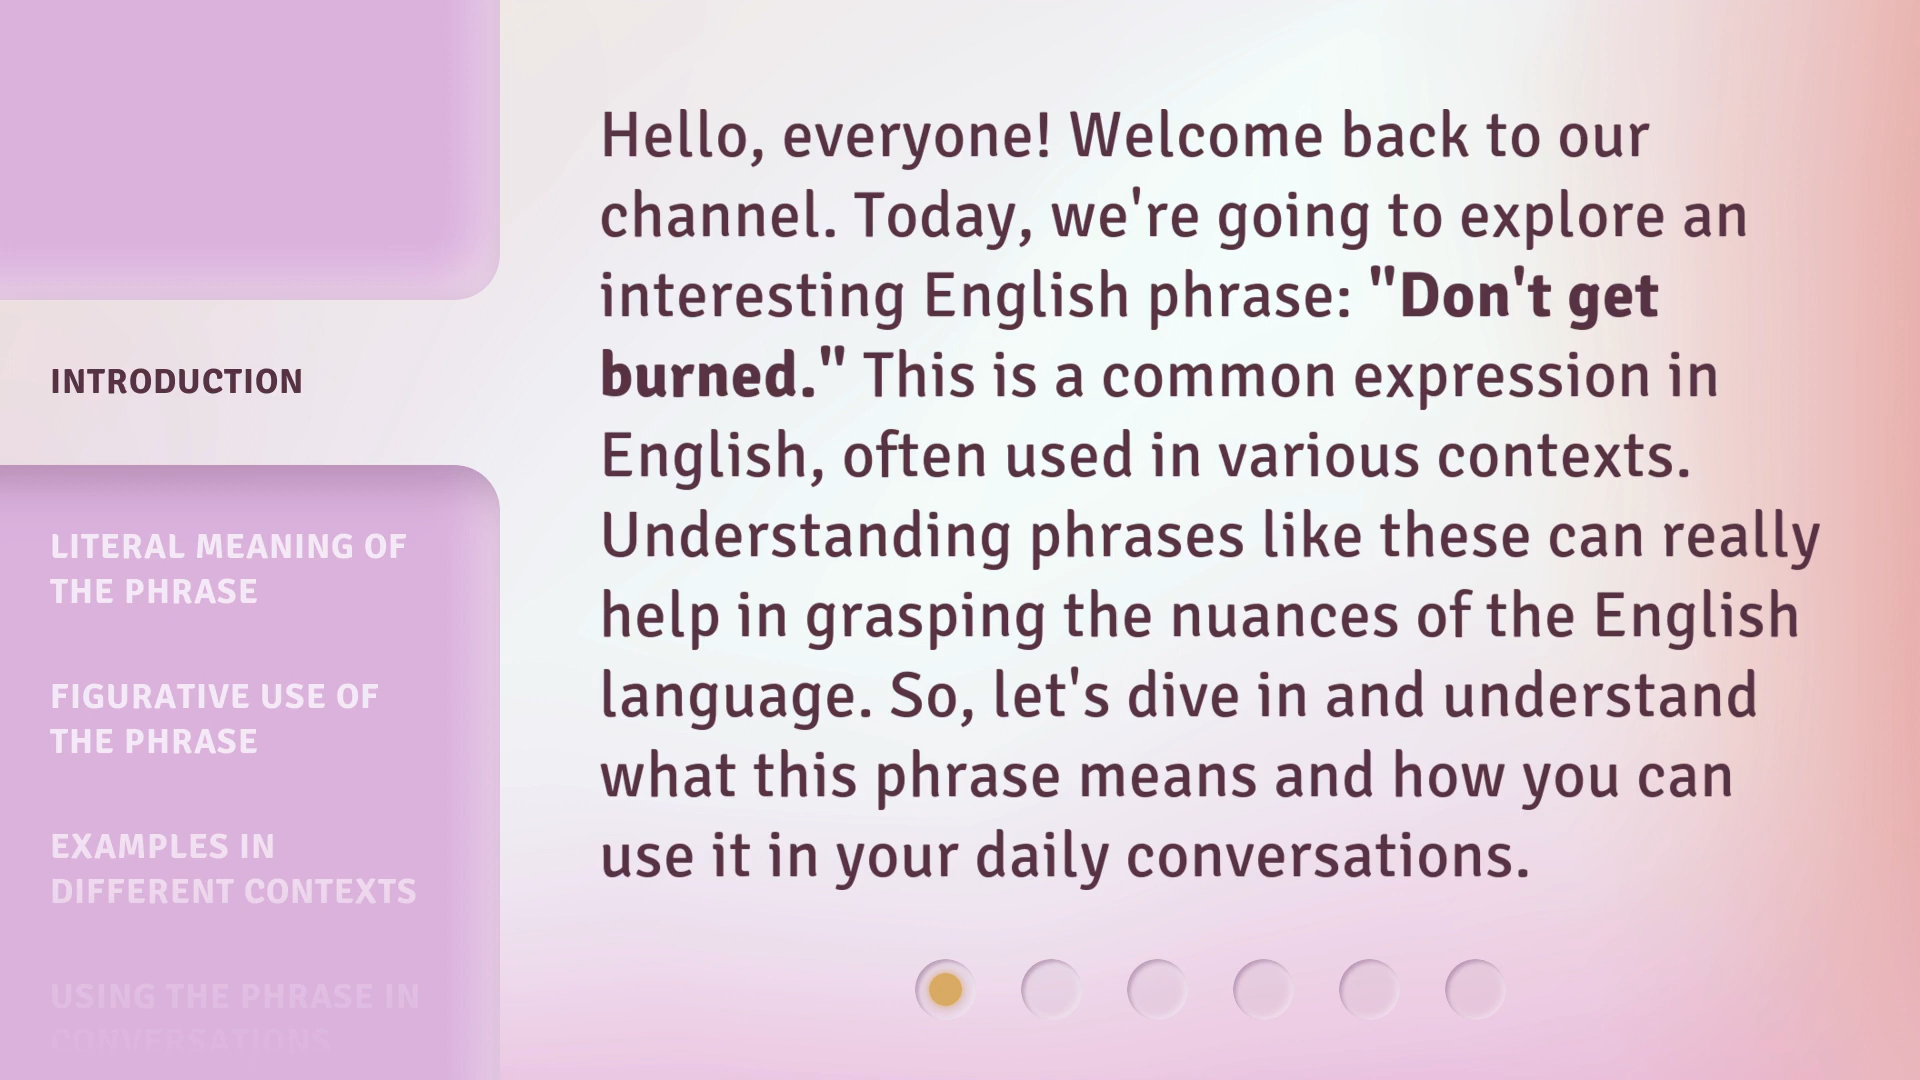 INTRODUCTION
LITERAL MEANING OF
THE PHRASE
FIGURATIVE USE OF
THE PHRASE
EXAMPLES IN
DIFFERENT CONTEXTS
USING THE PHRASE IN
CONVERSATIONS
Hello, everyone! Welcome back to our
channel. Today, we're going to explore an
interesting English phrase: "Don't get
burned." This is a common expression in
English, often used in various contexts.
Understanding phrases like these can really
help in grasping the nuances of the English
language. So, let's dive in and understand
what this phrase means and how you can
use it in your daily conversations.